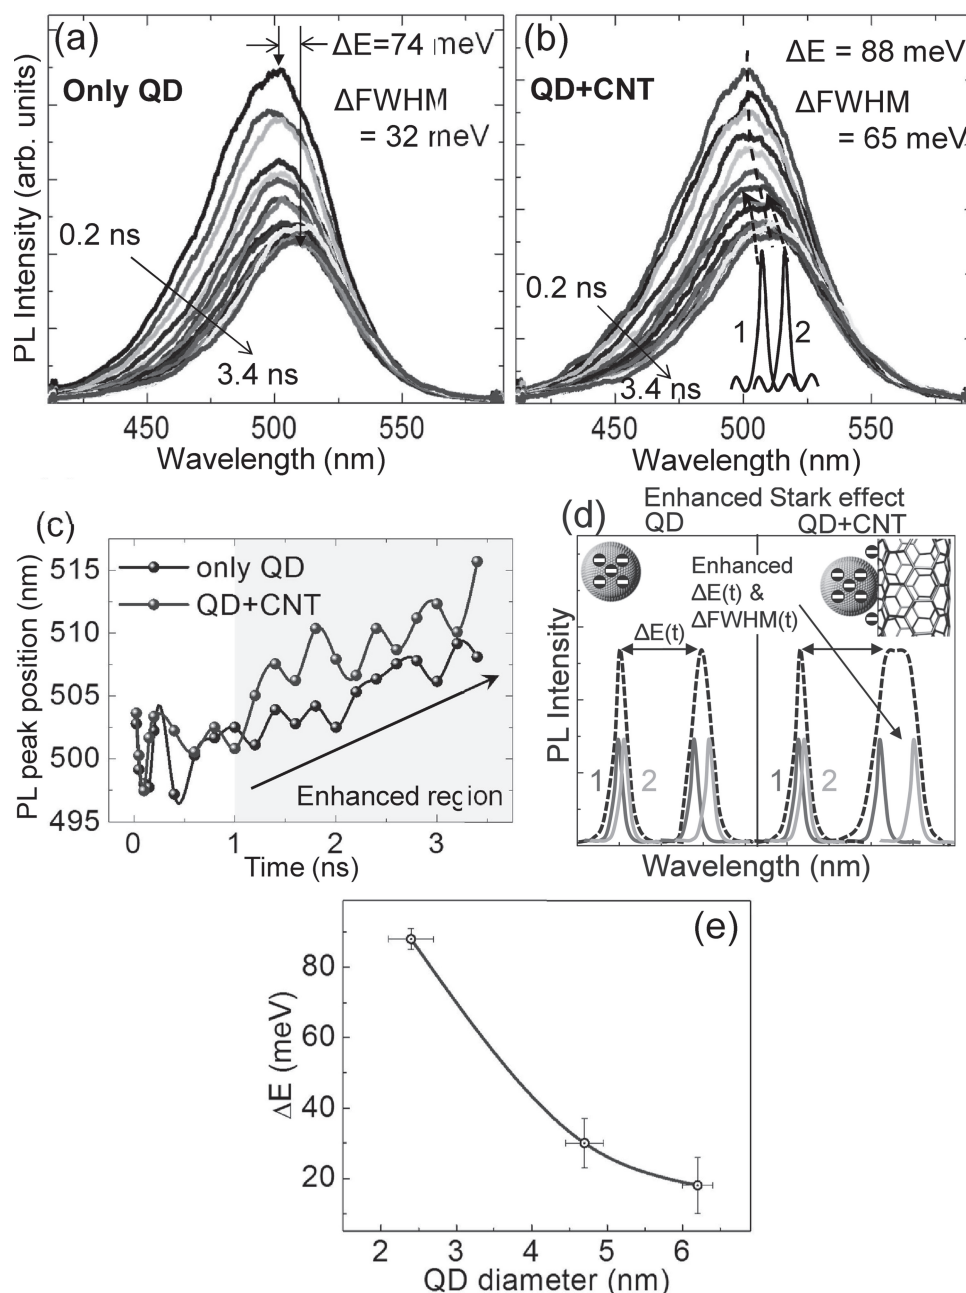 (a)
ΔE=74 meV
Only QD
ΔFWHM
= 32 meV
0.2 ns
3.4 ns
PL Intensity (arb. units)
450
500
550
Wavelength (nm)
(b)
ΔE = 88 meV
QD+CNT
ΔFWHM
= 65 meV
0.2 ns
3.4 ns
1
2
450
500
550
Wavelength (nm)
(c)
only QD
QD+CNT
Enhanced region
PL peak position (nm)
515
510
505
500
495
0
1
2
3
Time (ns)
(d)
Enhanced Stark effect
QD
QD+CNT
Enhanced
ΔE(t) &
ΔFWHM(t)
ΔE(t)
1
2
1
2
PL Intensity
Wavelength (nm)
(e)
ΔE (meV)
80
60
40
20
2
3
4
5
6
QD diameter (nm)